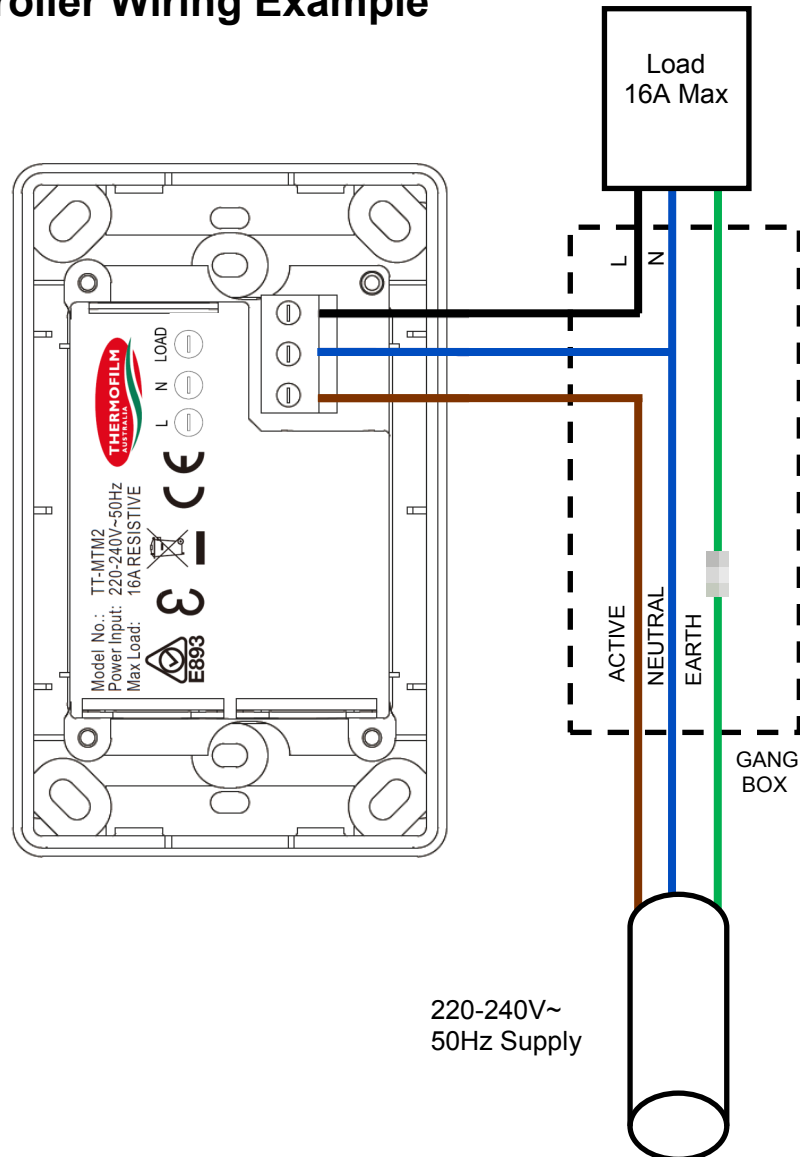 roller Wiring Example
Load
16A Max
L
N
LOAD
N
L
THERMOFILM
AUSTRALIA
Model No.: TT-MTM2
Power Input: 220-240V~50Hz
Max Load: 16A RESISTIVE
CE
E893
ACTIVE
NEUTRAL
EARTH
GANG
BOX
220-240V~
50Hz Supply